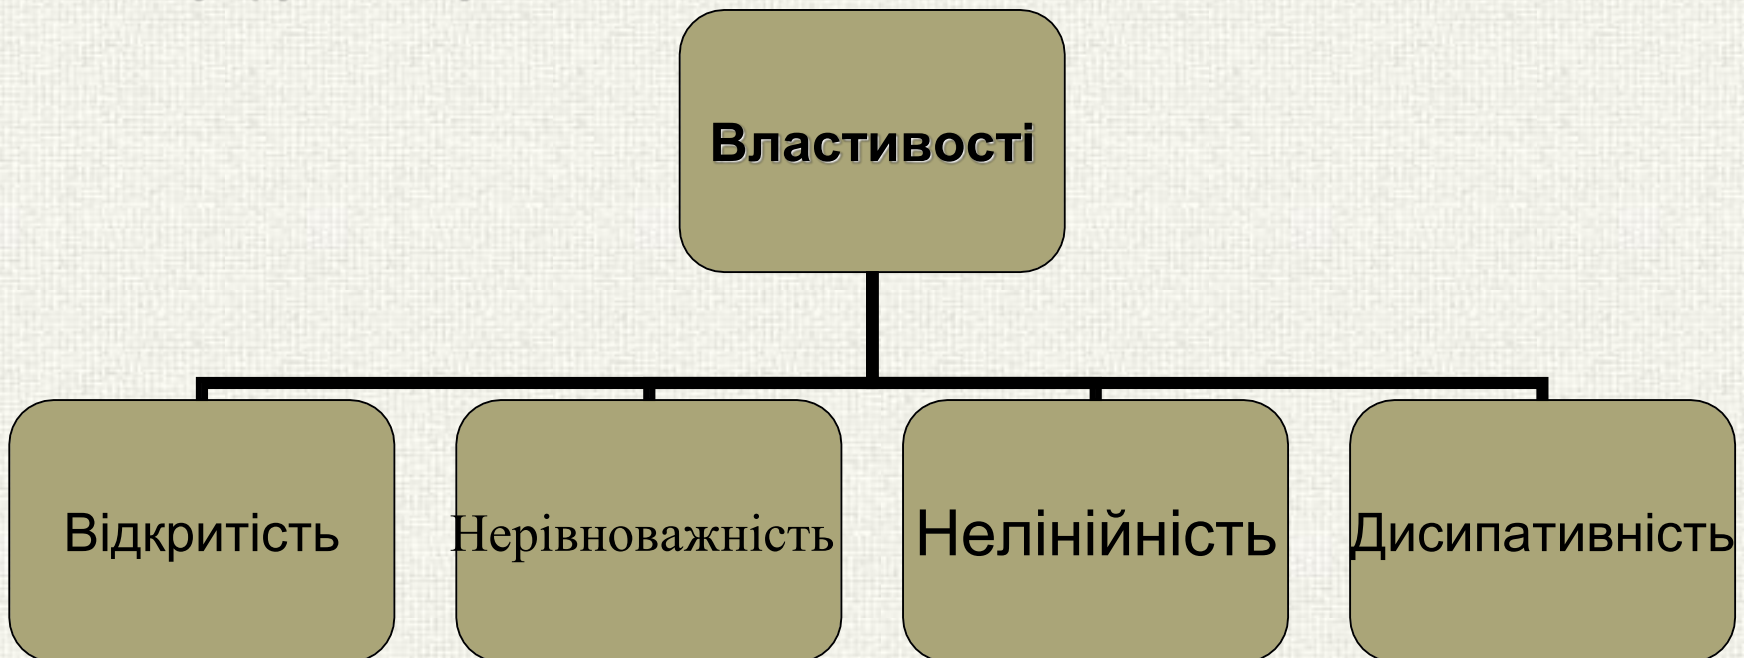 Властивості
Відкритість
Нерівноважність
Нелінійність
Дисипативність